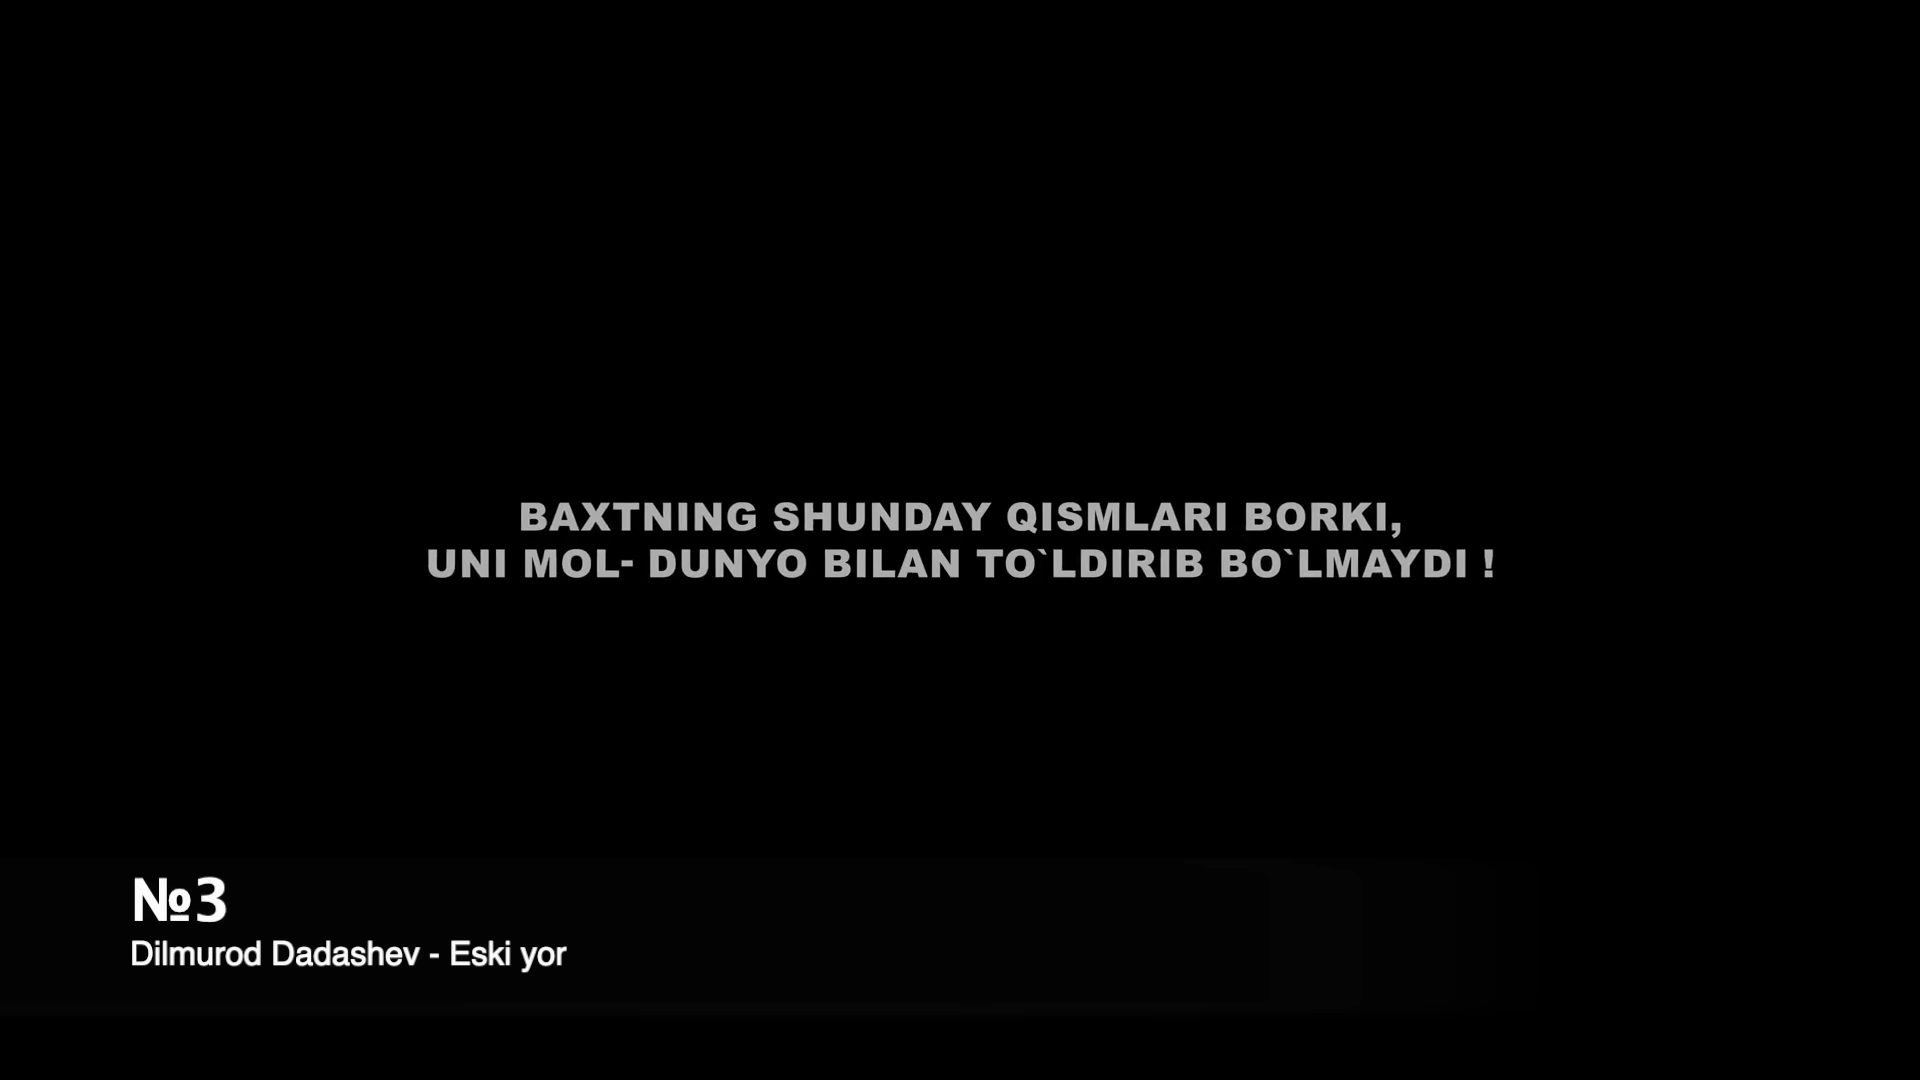 BAXTNING SHUNDAY QISMLARI BORKI,
UNI MOL- DUNYO BILAN TO`LDIRIB BO`LMAYDI !
№3
Dilmurod Dadashev - Eski yor